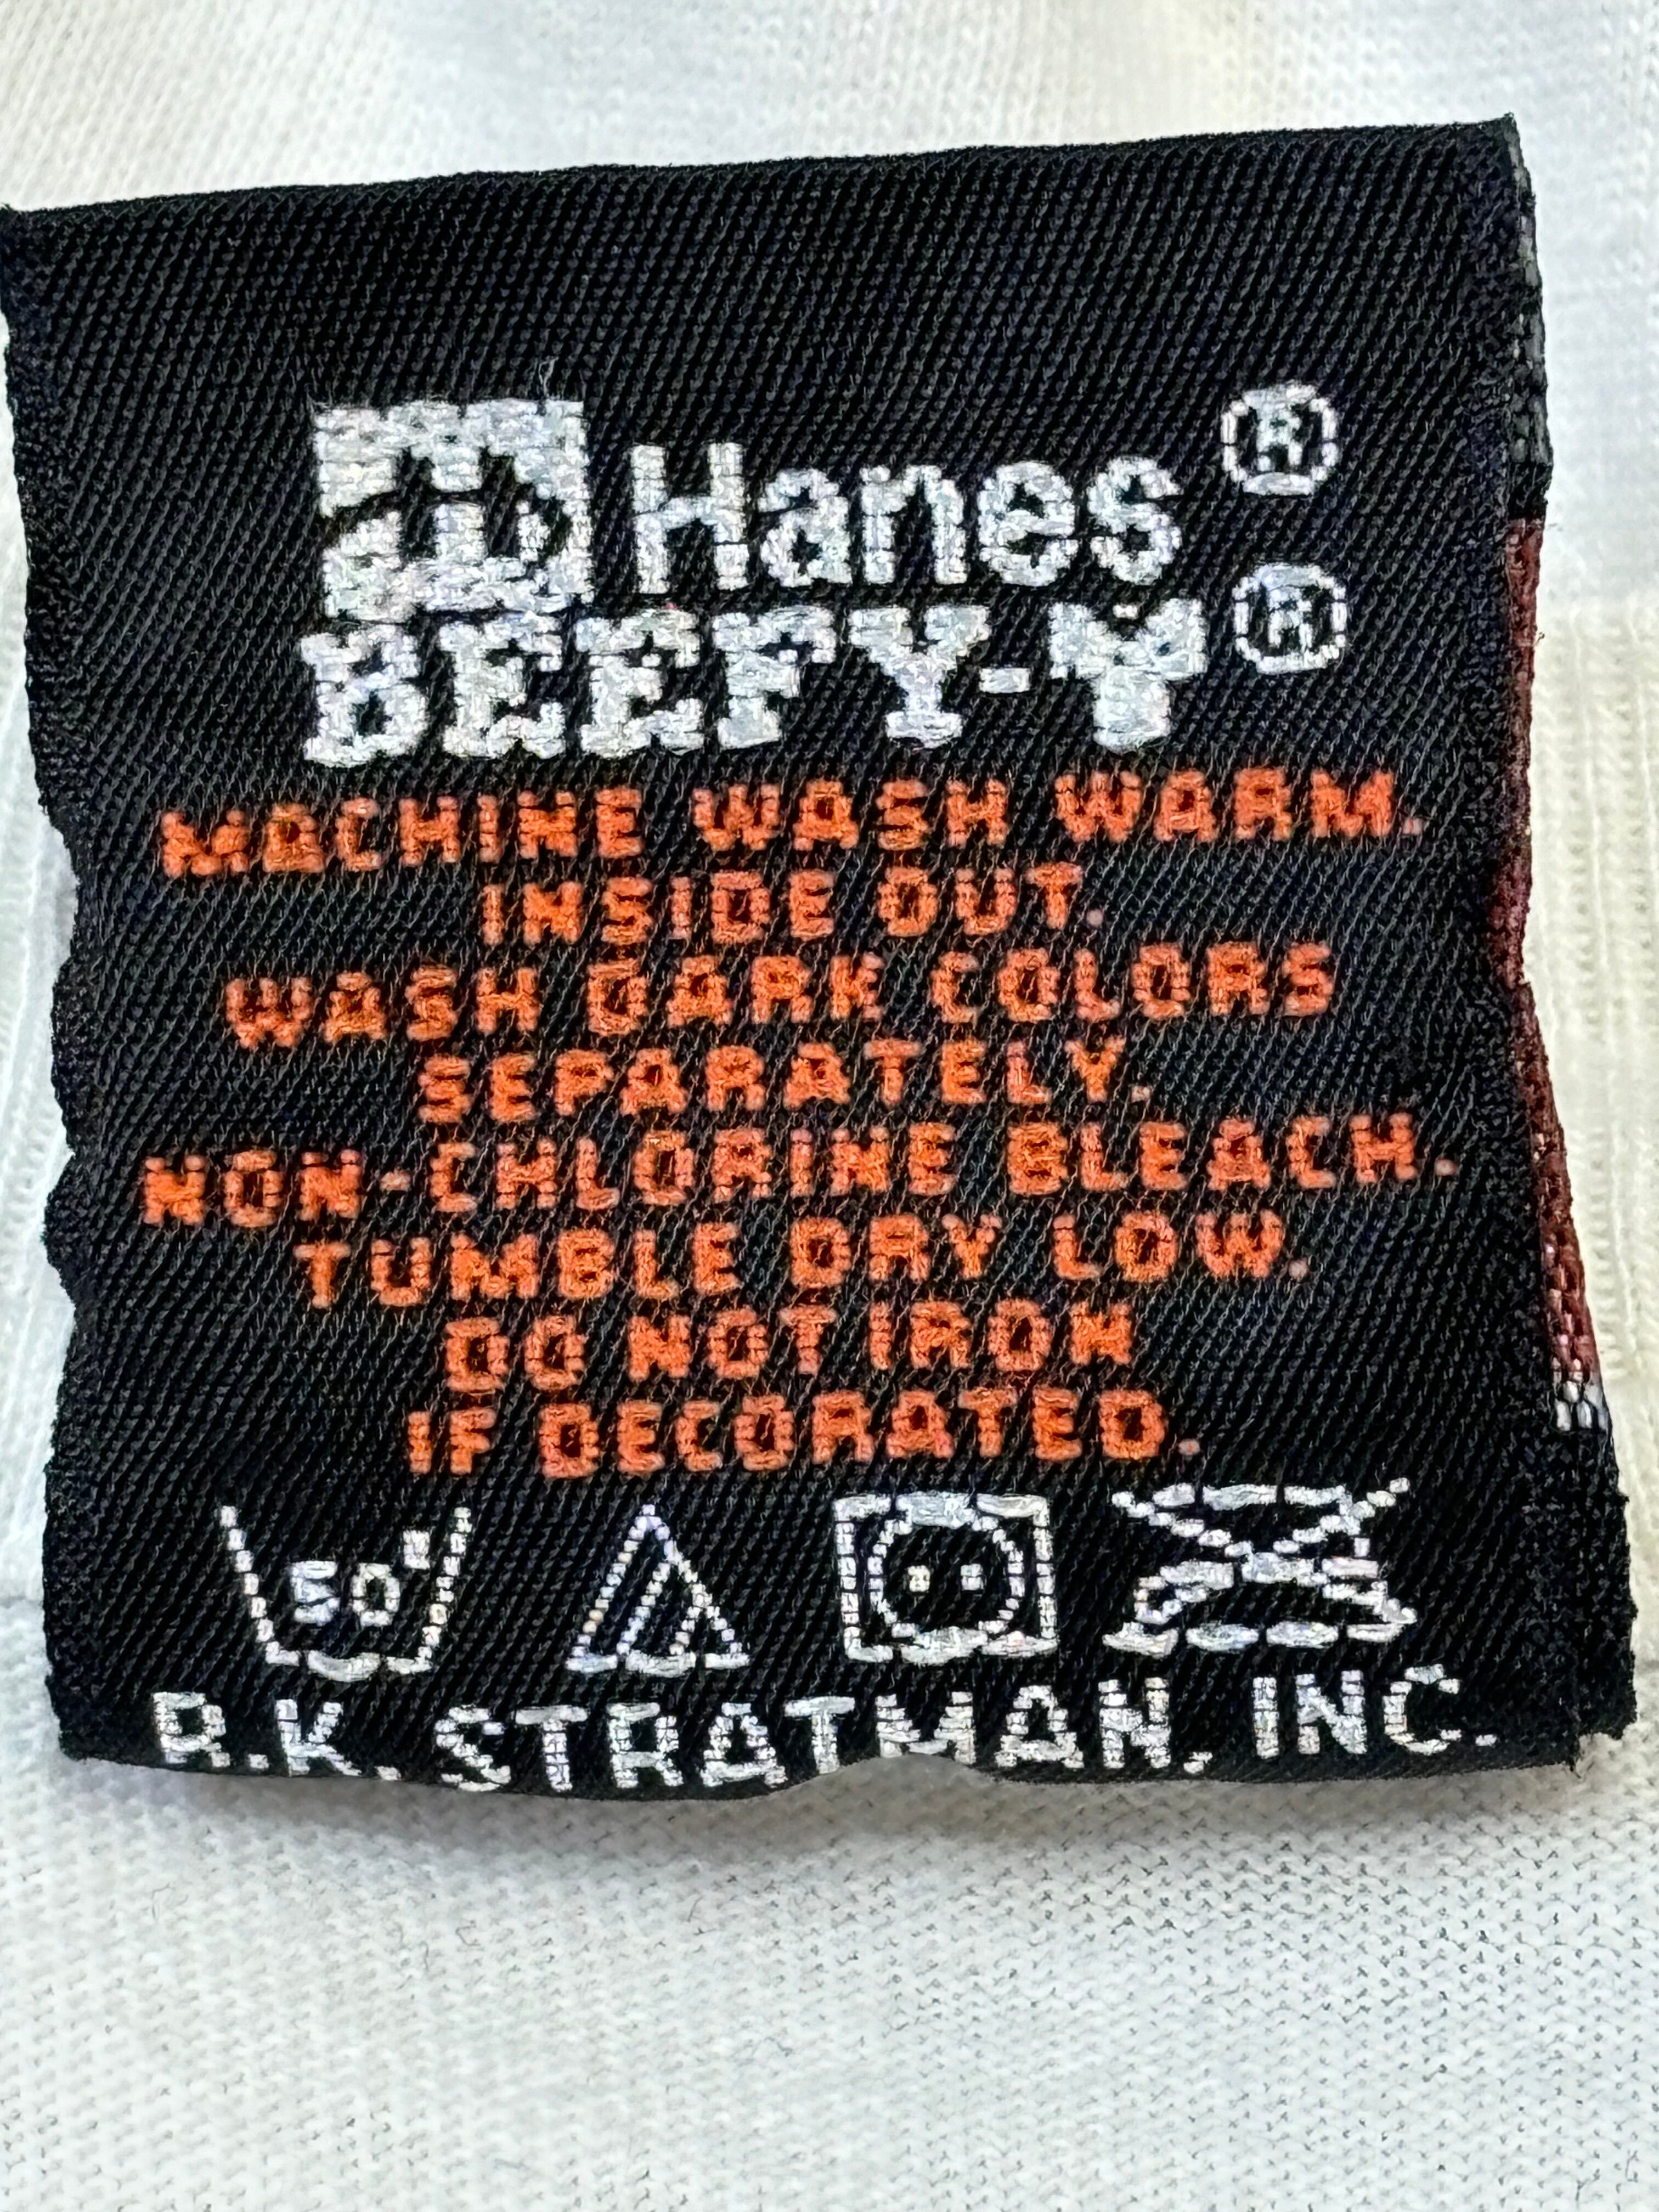 Hanes®
BEEFY-T®
MACHINE WASH WARM.
INSIDE OUT.
WASH DARK COLORS
SEPARATELY.
NON-CHLORINE BLEACH.
TUMBLE DRY LOW.
DO NOT IRON
IF DECORATED.
50°
R.K. STRATMAN, INC.